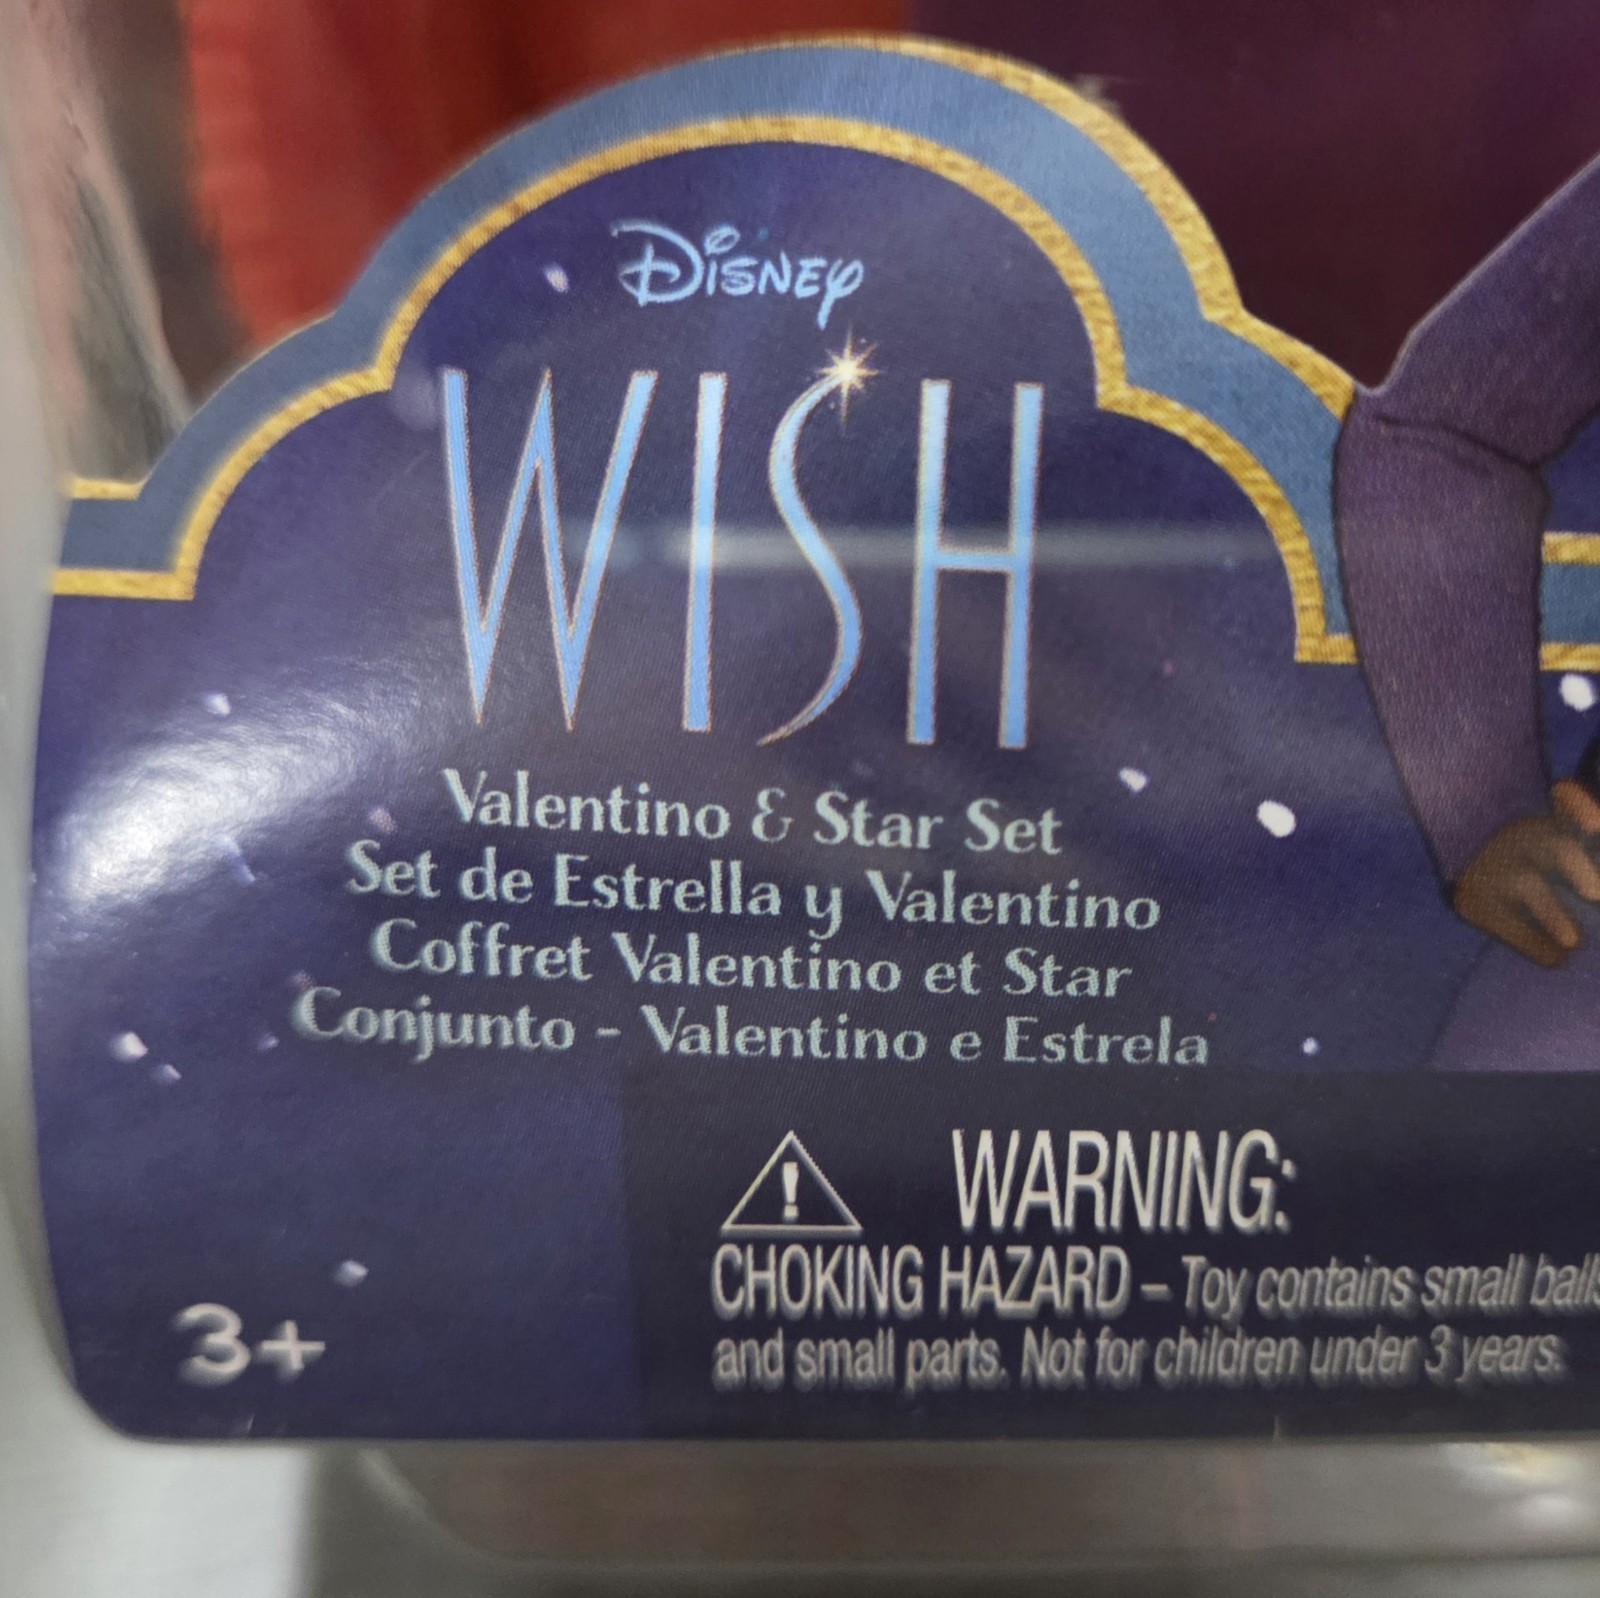 Disney
WISH
Valentino & Star Set
Set de Estrella y Valentino
Coffret Valentino et Star
Conjunto - Valentino e Estrela
WARNING:
CHOKING HAZARD – Toy contains small balls
and small parts. Not for children under 3 years.
3+